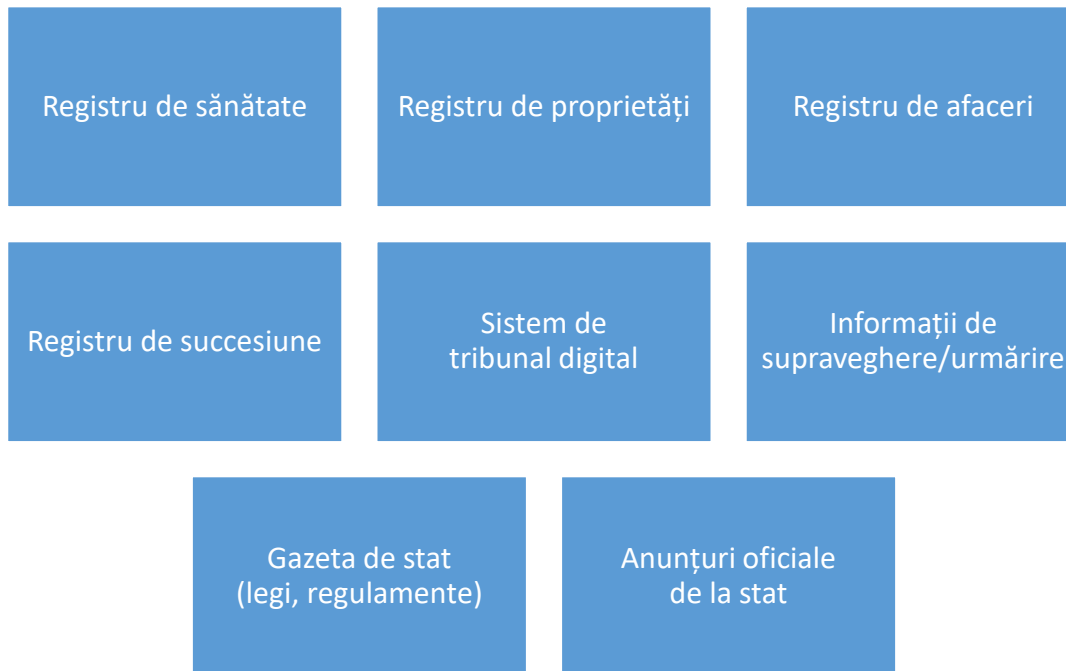 Registru de sănătate
Registru de proprietăți
Registru de afaceri
Registru de succesiune
Sistem de
tribunal digital
Informații de
supraveghere/urmărire
Gazeta de stat
(legi, regulamente)
Anunțuri oficiale
de la stat